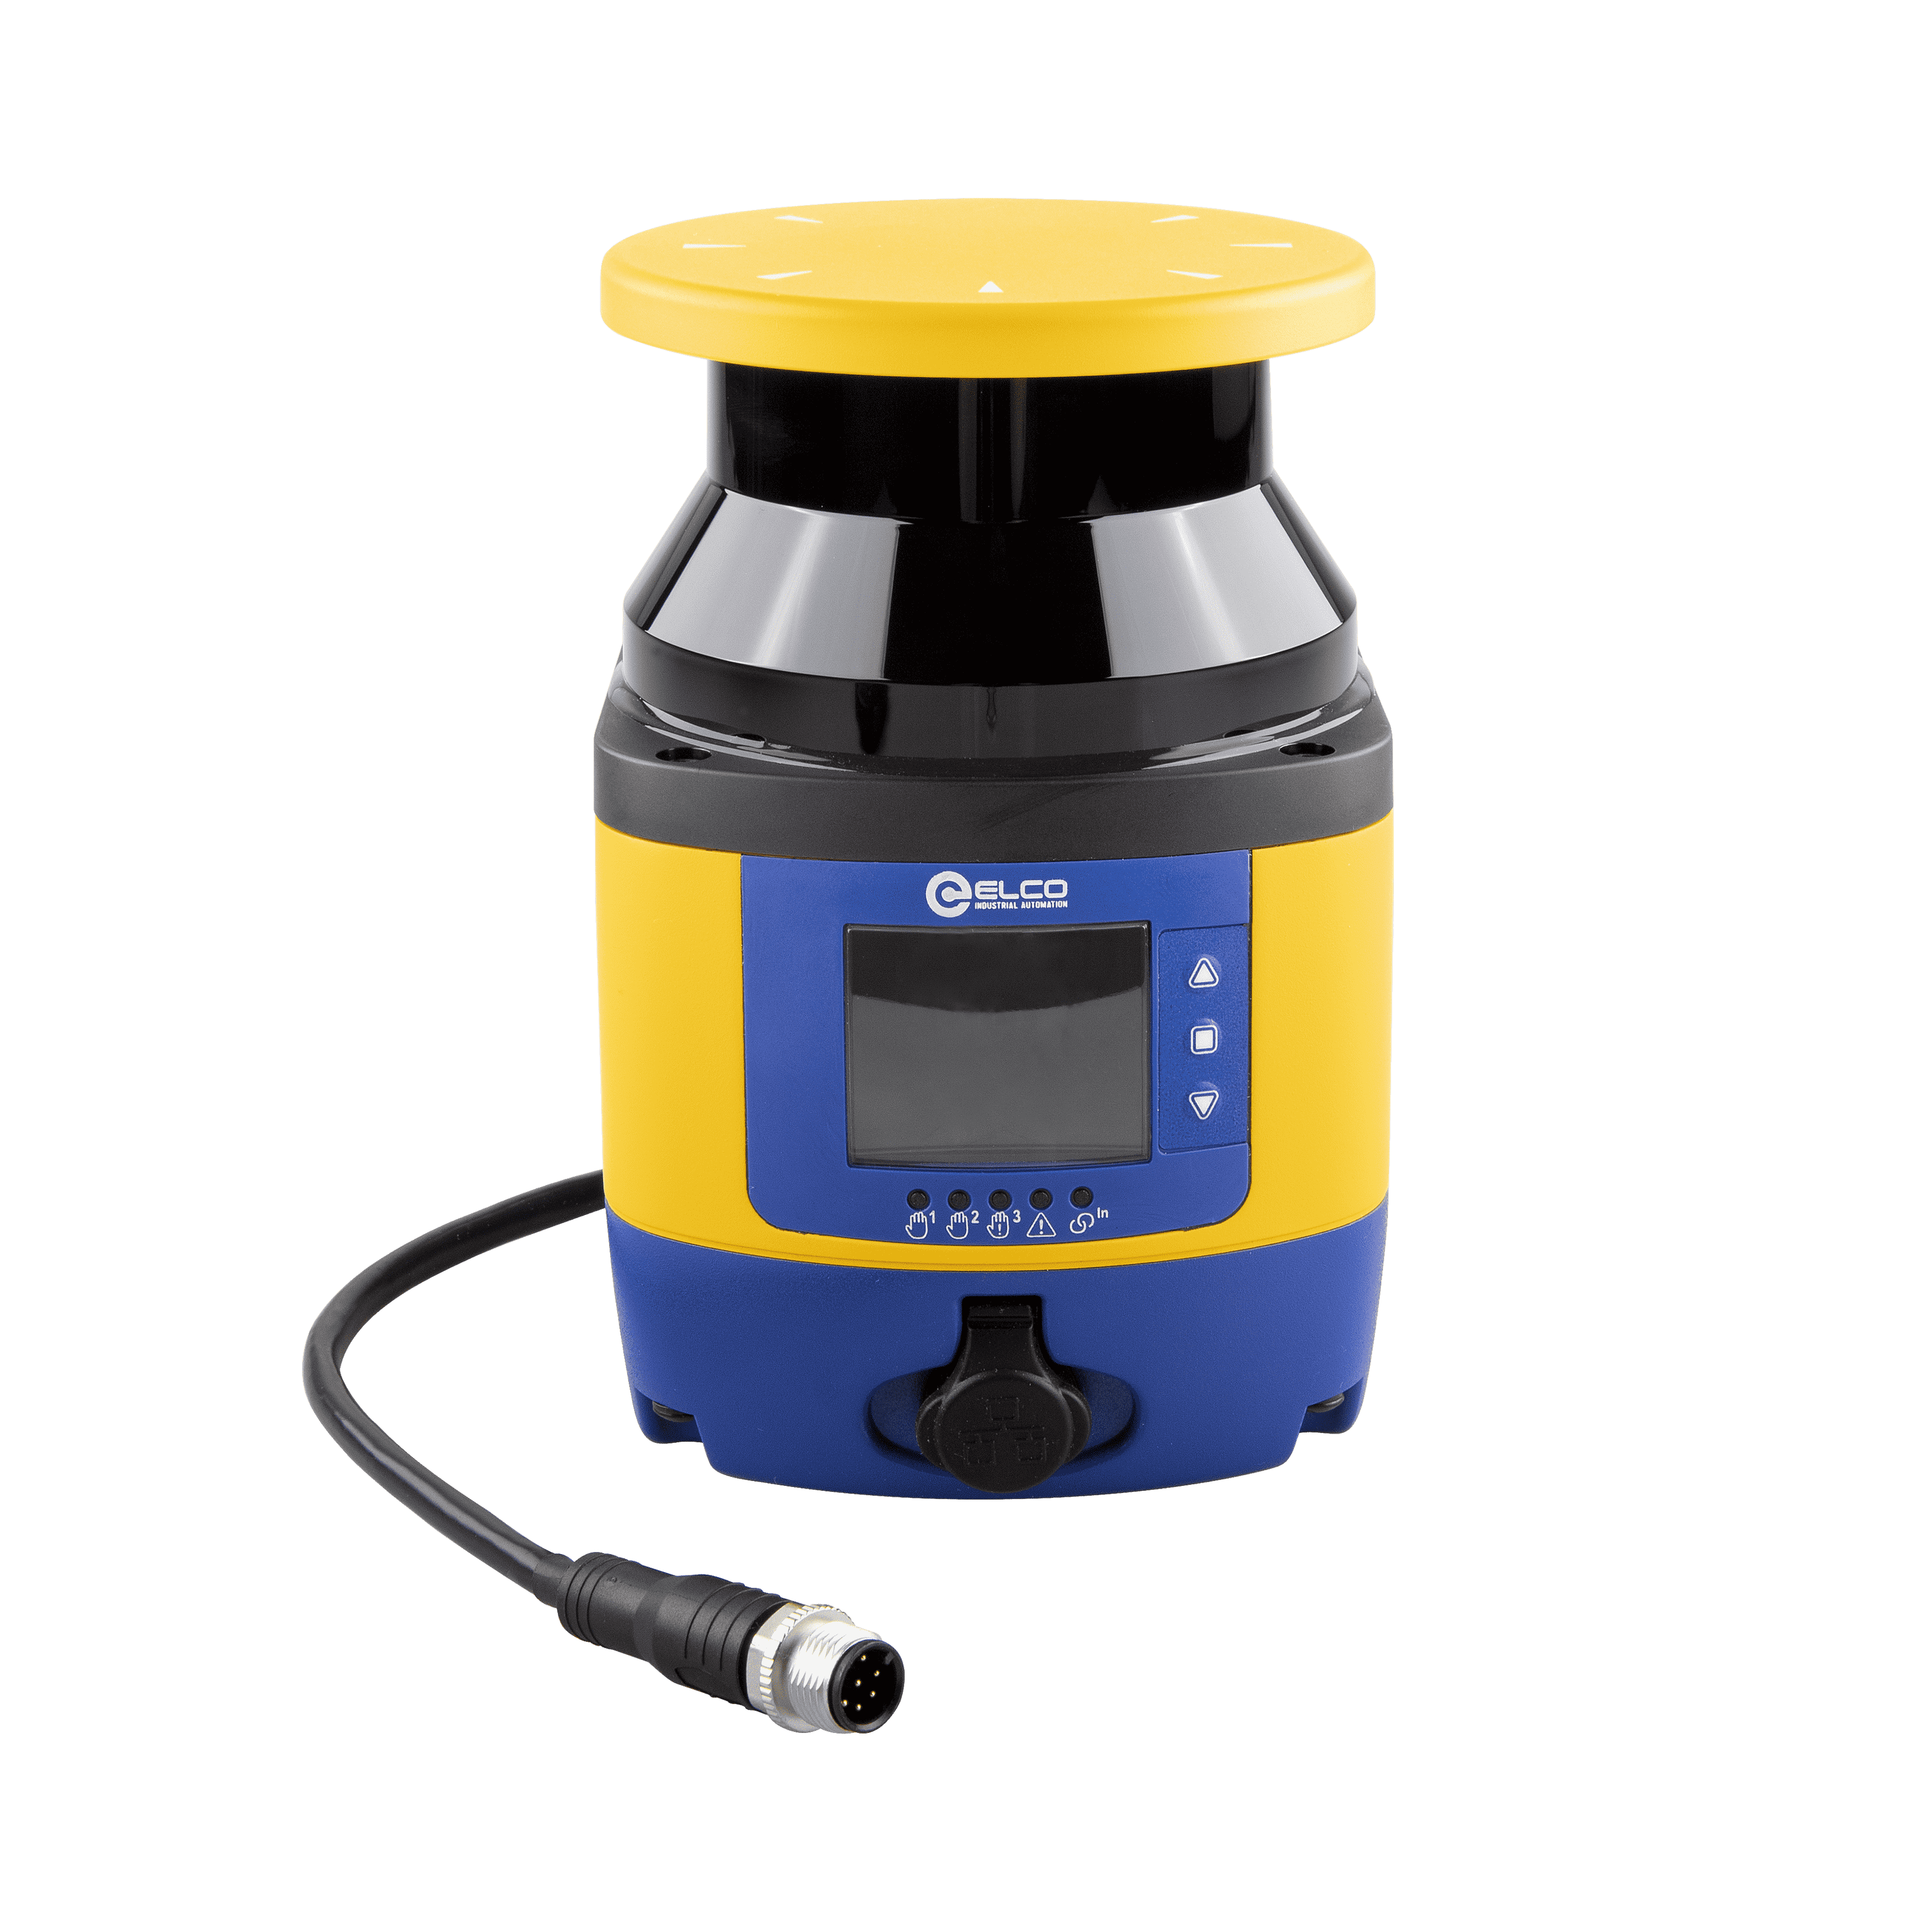 ELCO
INDUSTRIAL AUTOMATION
1 2 3 In